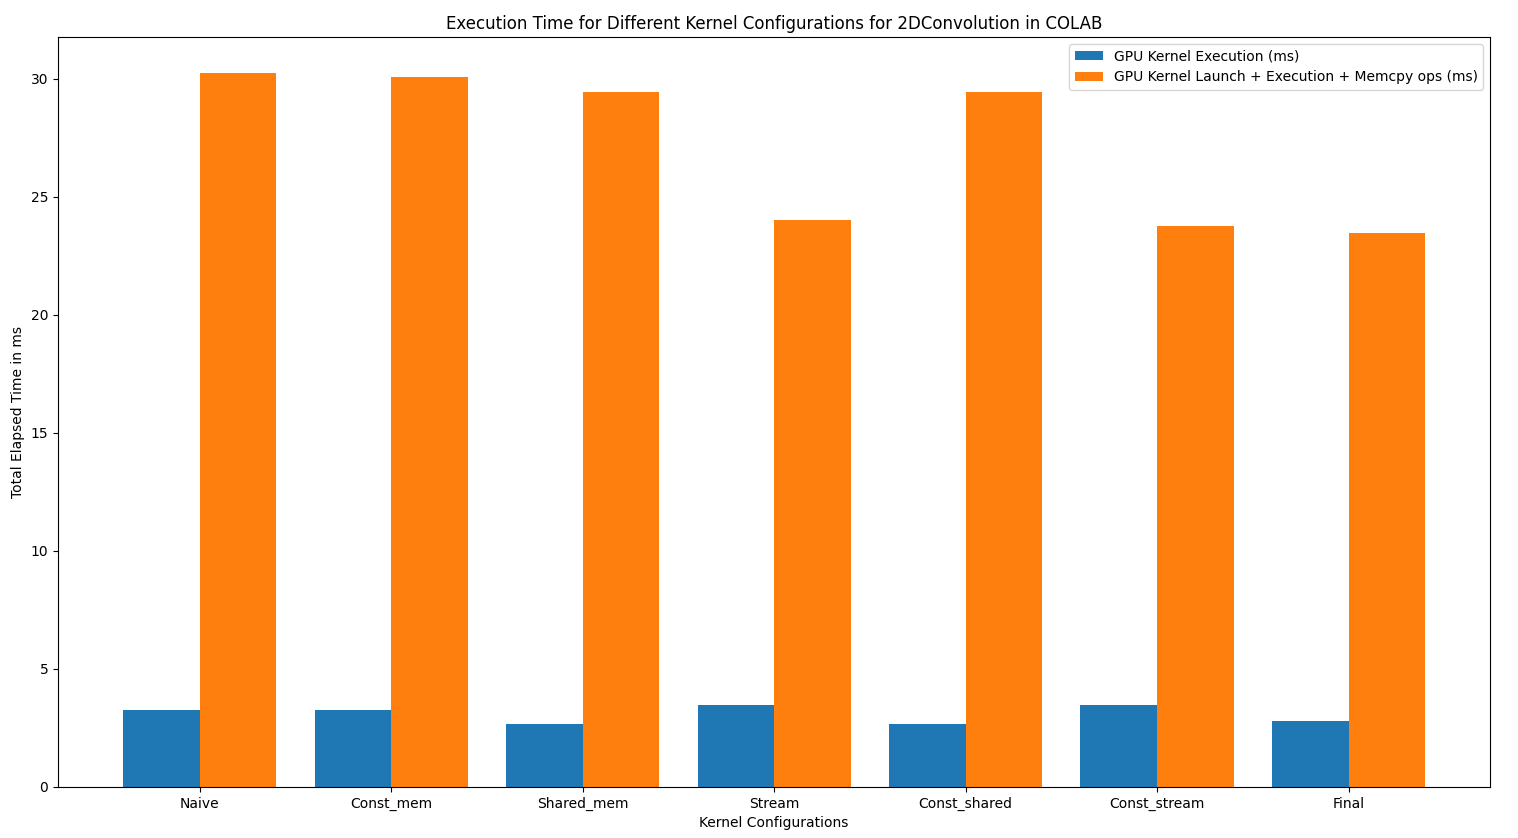 Execution Time for Different Kernel Configurations for 2DConvolution in COLAB
GPU Kernel Execution (ms)
GPU Kernel Launch + Execution + Memcpy ops (ms)
Total Elapsed Time in ms
30
25
20
15
10
5
0
Naive Const_mem Shared_mem Stream Const_shared Const_stream Final
Kernel Configurations